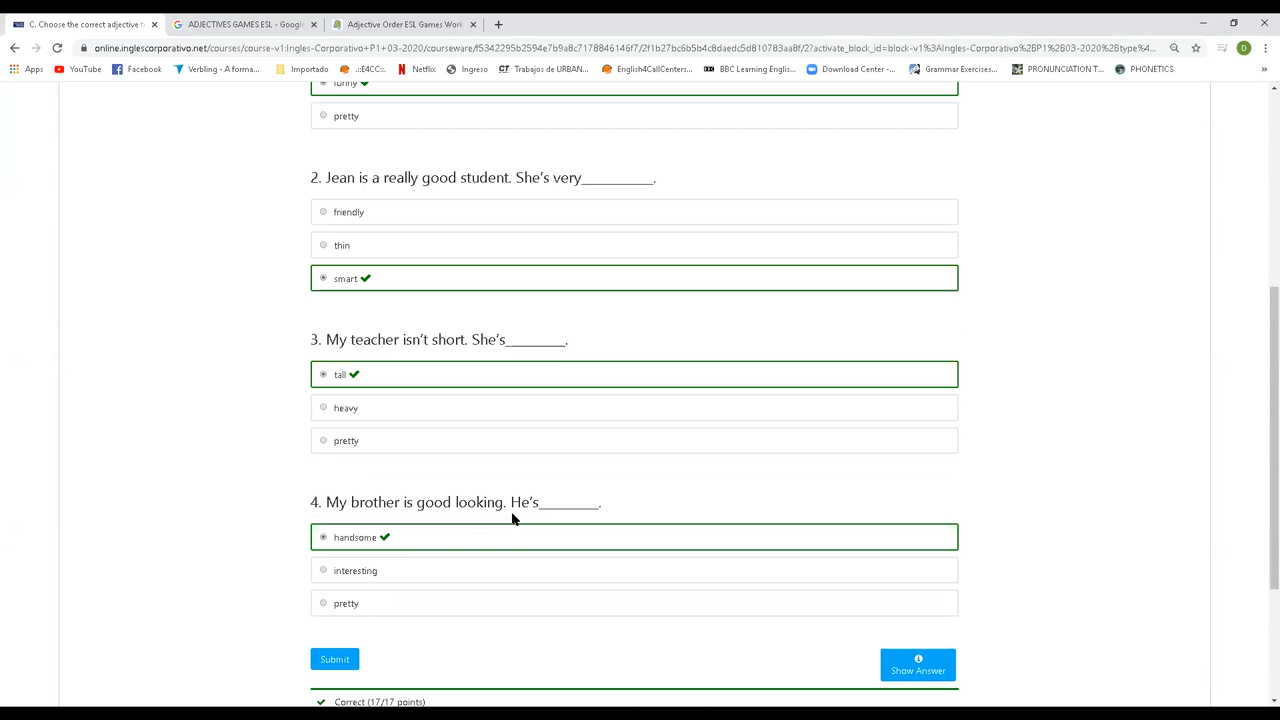 C. Choose the correct adjective t
ADJECTIVES GAMES ESL - Google
Adjective Order ESL Games Work
online.inglescorporativo.net/courses/course-v1:Ingles-Corporativo+P1+03-2020/courseware/f5342295b2594e7b9a8c7178846146f7/2f1b27bc6b5b4c8daedc5d81d783aa8f/2?activate_block_id=block-v1%3AIngles-Corporativo%2BP1%2B03-2020%2Btype%4...
D
Apps
YouTube
Facebook
Verbling - A forma...
Importado
.::E4CC::.
Netflix
Ingreso
CT
Trabajos de URBAN...
English4CallCenters...
BBC Learning Englis...
Download Center -...
Grammar Exercises...
PRONUNCIATION T...
PHONETICS
»
funny
pretty
2. Jean is a really good student. She's very__________.
friendly
thin
smart
3. My teacher isn't short. She's________.
tall
heavy
pretty
4. My brother is good looking. He's________.
handsome
interesting
pretty
Submit
Show Answer
Correct (17/17 points)